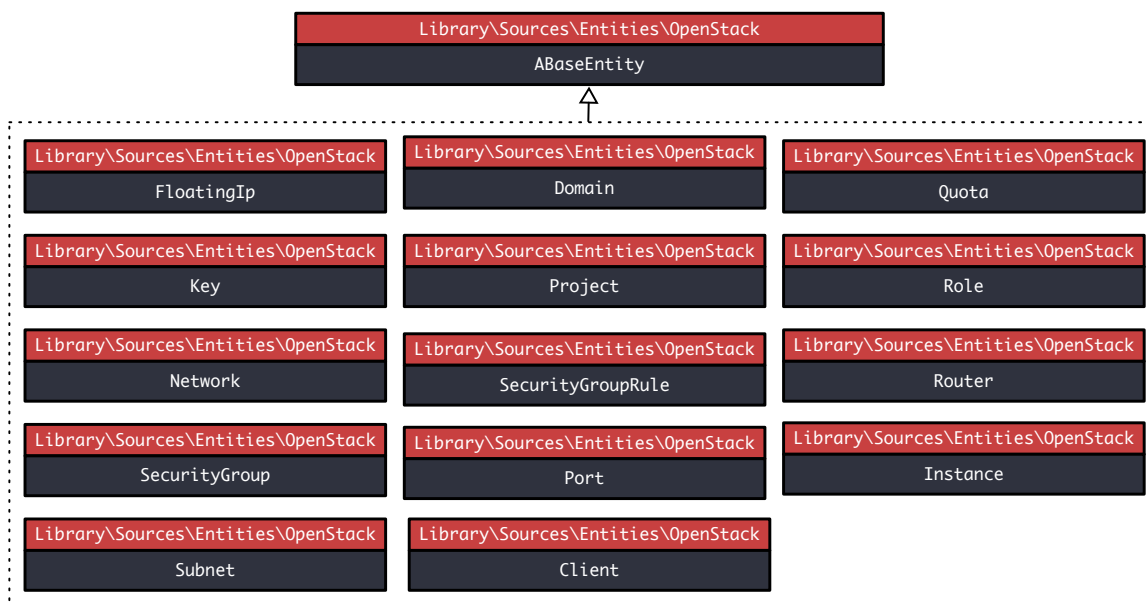 Library\Sources\Entities\OpenStack
ABaseEntity
Library\Sources\Entities\OpenStack
FloatingIp
Library\Sources\Entities\OpenStack
Domain
Library\Sources\Entities\OpenStack
Quota
Library\Sources\Entities\OpenStack
Key
Library\Sources\Entities\OpenStack
Project
Library\Sources\Entities\OpenStack
Role
Library\Sources\Entities\OpenStack
Network
Library\Sources\Entities\OpenStack
SecurityGroupRule
Library\Sources\Entities\OpenStack
Router
Library\Sources\Entities\OpenStack
SecurityGroup
Library\Sources\Entities\OpenStack
Port
Library\Sources\Entities\OpenStack
Instance
Library\Sources\Entities\OpenStack
Subnet
Library\Sources\Entities\OpenStack
Client